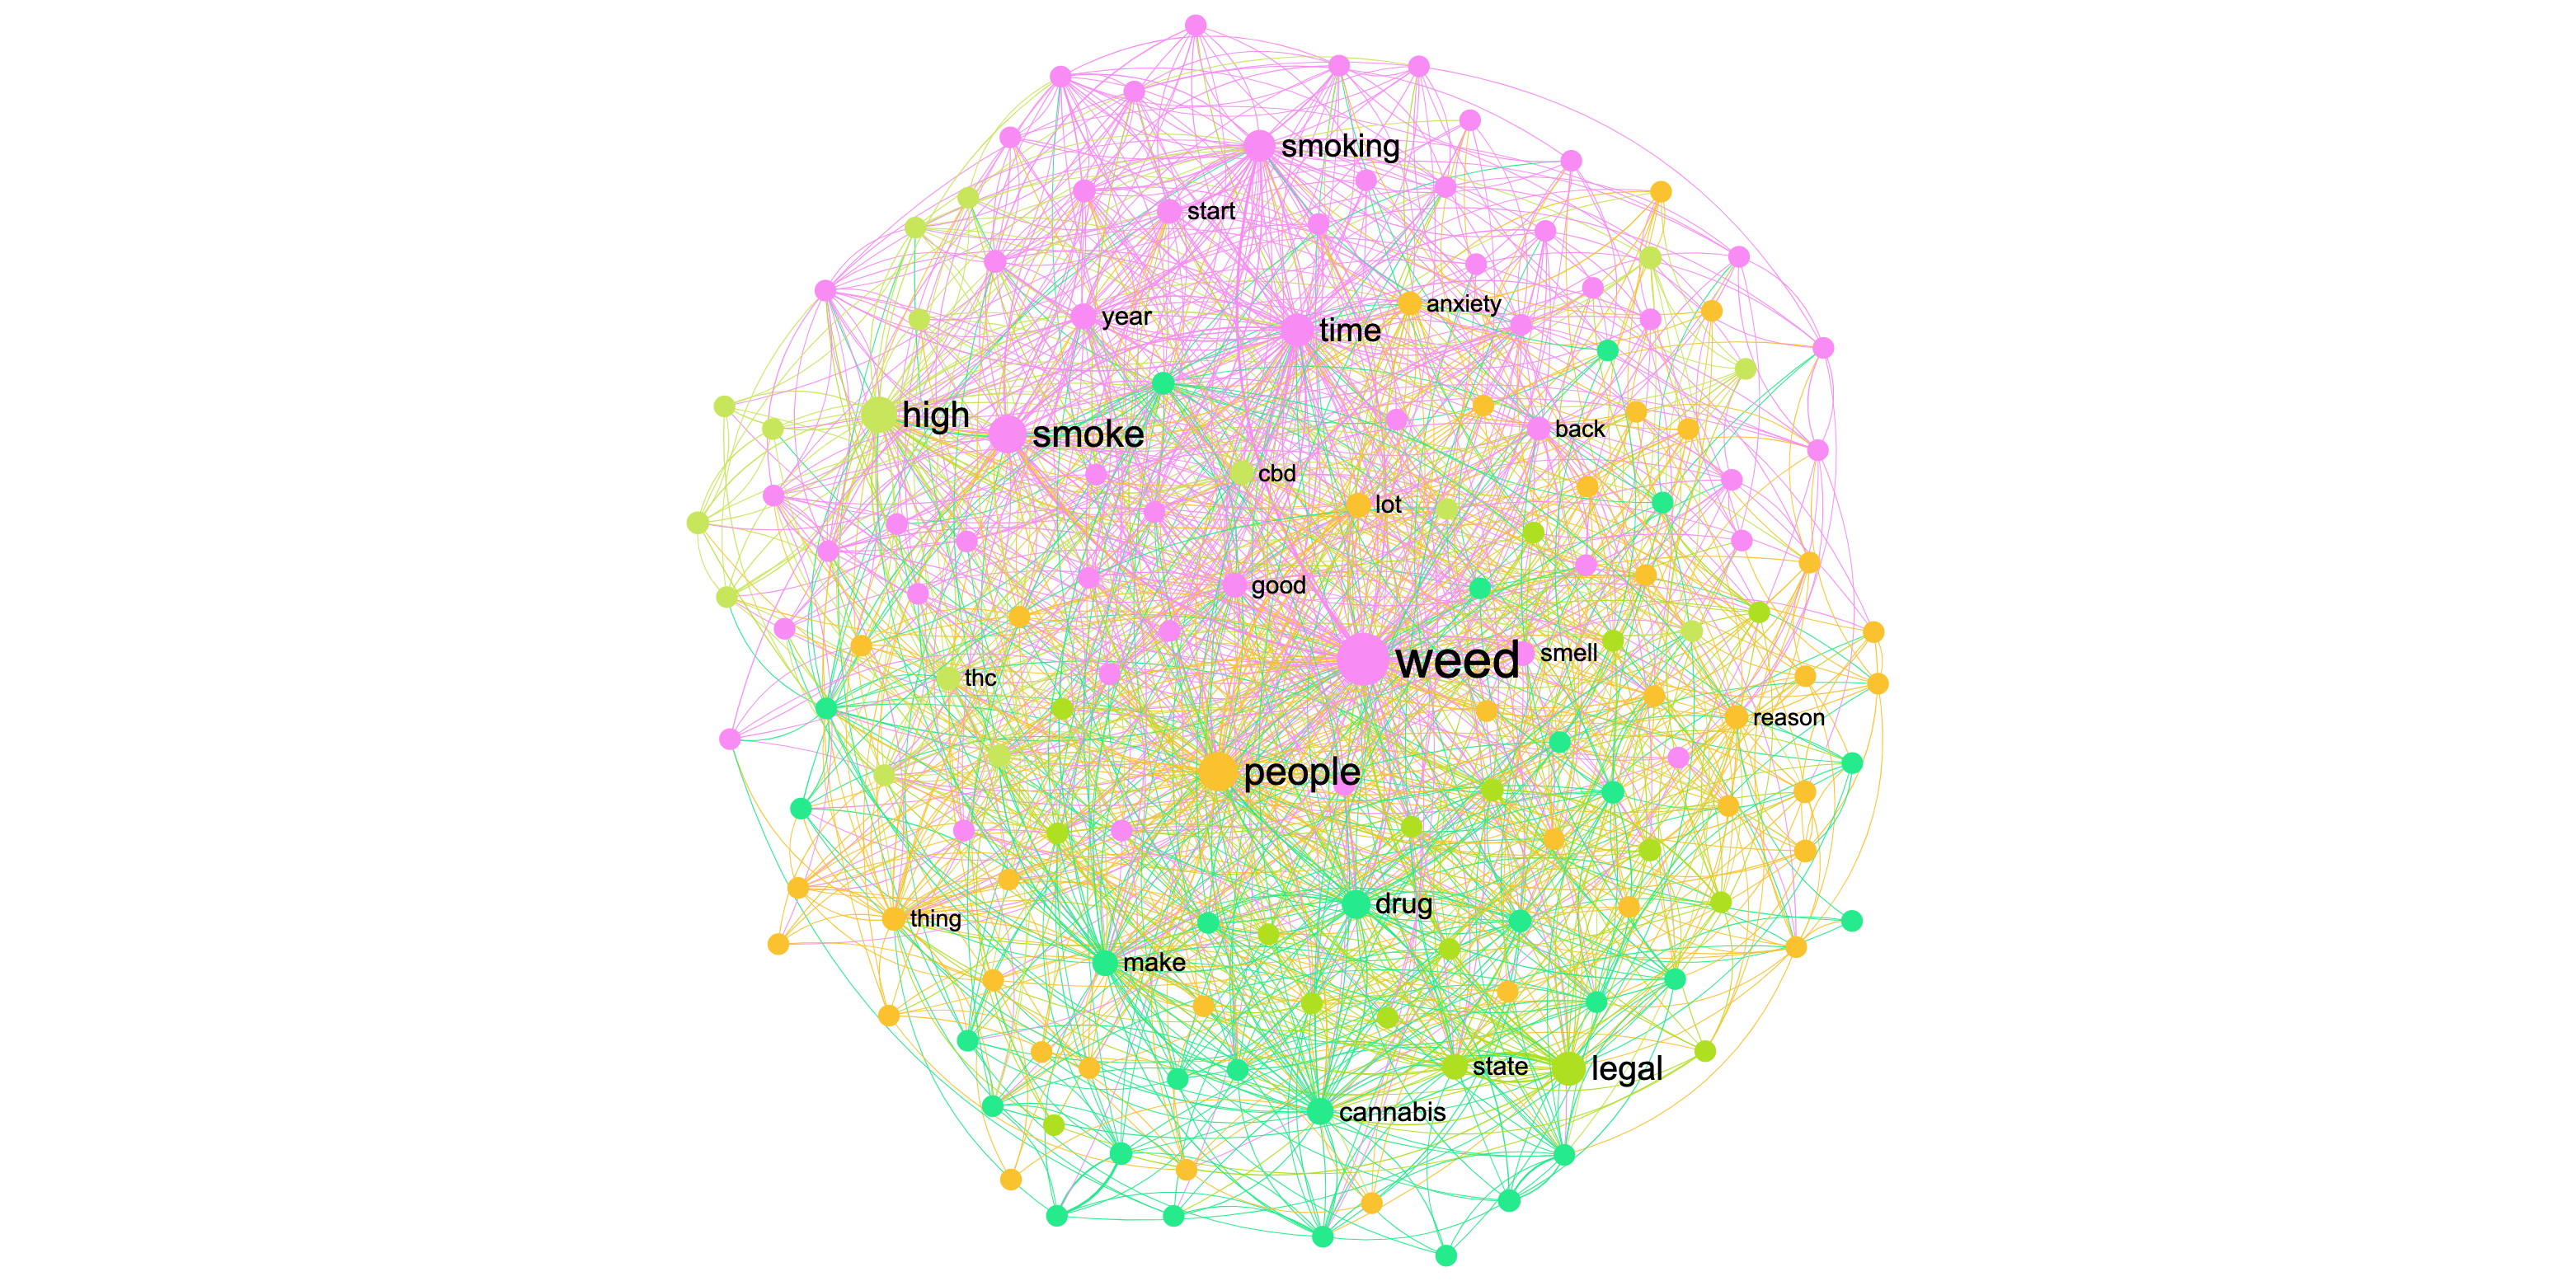 smoking
start
anxiety
year
time
high
smoke
back
cbd
lot
good
weed
smell
thc
reason
people
drug
thing
make
state
legal
cannabis